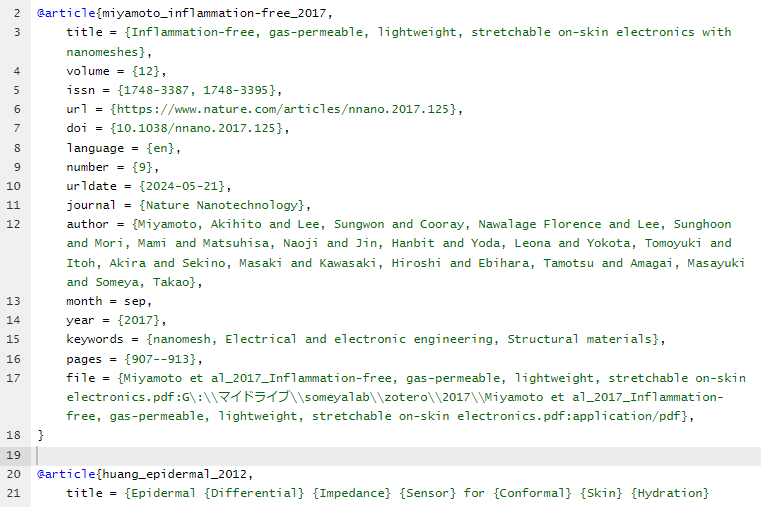 2 @article{miyamoto_inflammation-free_2017,
3 title = {Inflammation-free, gas-permeable, lightweight, stretchable on-skin electronics with
nanomeshes},
4 volume = {12},
5 issn = {1748-3387, 1748-3395},
6 url = {https://www.nature.com/articles/nnano.2017.125},
7 doi = {10.1038/nnano.2017.125},
8 language = {en},
9 number = {9},
10 urldate = {2024-05-21},
11 journal = {Nature Nanotechnology},
12 author = {Miyamoto, Akihito and Lee, Sungwon and Cooray, Nawalage Florence and Lee, Sunghoon
and Mori, Mami and Matsuhisa, Naoji and Jin, Hanbit and Yoda, Leona and Yokota, Tomoyuki and
Itoh, Akira and Sekino, Masaki and Kawasaki, Hiroshi and Ebihara, Tamotsu and Amagai, Masayuki
and Someya, Takao},
13 month = sep,
14 year = {2017},
15 keywords = {nanomesh, Electrical and electronic engineering, Structural materials},
16 pages = {907--913},
17 file = {Miyamoto et al_2017_Inflammation-free, gas-permeable, lightweight, stretchable on-skin
electronics.pdf:G\:\\マイドライブ\\someyalab\\zotero\\2017\\Miyamoto et al_2017_Inflammation-
free, gas-permeable, lightweight, stretchable on-skin electronics.pdf:application/pdf},
18 }
19
20 @article{huang_epidermal_2012,
21 title = {Epidermal {Differential} {Impedance} {Sensor} for {Conformal} {Skin} {Hydration}